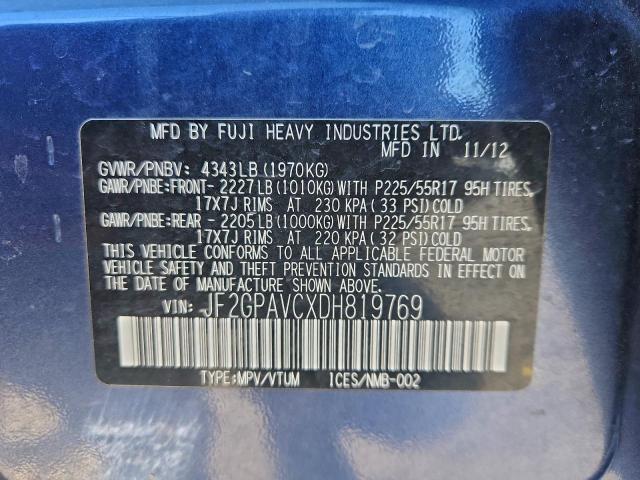 MFD BY FUJI HEAVY INDUSTRIES LTD.
MFD IN 11/12
GVWR/PNBV: 4343LB (1970KG)
GAWR/PNBE:FRONT- 2227LB (1010KG) WITH P225/55R17 95H TIRES,
17X7J RIMS AT 230 KPA (33 PSI) COLD
GAWR/PNBE:REAR - 2205LB (1000KG) WITH P225/55R17 95H TIRES,
17X7J RIMS AT 220 KPA (32 PSI) COLD
THIS VEHICLE CONFORMS TO ALL APPLICABLE FEDERAL MOTOR
VEHICLE SAFETY AND THEFT PREVENTION STANDARDS IN EFFECT ON
THE DATE OF MANUFACTURE SHOWN ABOVE.
VIN: JF2GPAVCXDH819769
TYPE:MPV/VTUM ICES/NMB-002